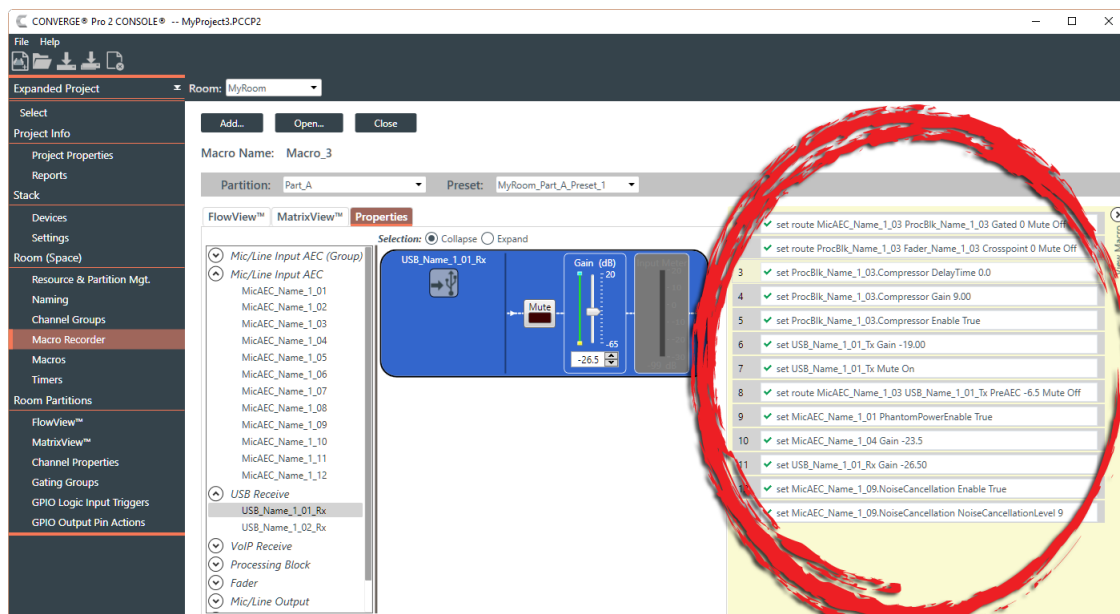 CONVERGE® Pro 2 CONSOLE® -- MyProject3.PCCP2
File Help
Expanded Project
Room: MyRoom
Select
Project Info
Project Properties
Reports
Stack
Devices
Settings
Room (Space)
Resource & Partition Mgt.
Naming
Channel Groups
Macro Recorder
Macros
Timers
Room Partitions
FlowView™
MatrixView™
Channel Properties
Gating Groups
GPIO Logic Input Triggers
GPIO Output Pin Actions
Add... Open... Close
Macro Name: Macro_3
Partition: Part_A Preset: MyRoom_Part_A_Preset_1
FlowView™ MatrixView™ Properties
Selection: Collapse Expand
Mic/Line Input AEC (Group)
Mic/Line Input AEC
MicAEC_Name_1_01
MicAEC_Name_1_02
MicAEC_Name_1_03
MicAEC_Name_1_04
MicAEC_Name_1_05
MicAEC_Name_1_06
MicAEC_Name_1_07
MicAEC_Name_1_08
MicAEC_Name_1_09
MicAEC_Name_1_10
MicAEC_Name_1_11
MicAEC_Name_1_12
USB Receive
USB_Name_1_01_Rx
USB_Name_1_02_Rx
VoIP Receive
Processing Block
Fader
Mic/Line Output
USB_Name_1_01_Rx
Mute
Gain (dB)
20
-65
-26.5
set route MicAEC_Name_1_03 ProcBlk_Name_1_03 Gated 0 Mute Off
set route ProcBlk_Name_1_03 Fader_Name_1_03 Crosspoint 0 Mute Off
3 set ProcBlk_Name_1_03.Compressor DelayTime 0.0
4 set ProcBlk_Name_1_03.Compressor Gain 9.00
5 set ProcBlk_Name_1_03.Compressor Enable True
6 set USB_Name_1_01_Tx Gain -19.00
7 set USB_Name_1_01_Tx Mute On
8 set route MicAEC_Name_1_03 USB_Name_1_01_Tx PreAEC -6.5 Mute Off
9 set MicAEC_Name_1_01 PhantomPowerEnable True
10 set MicAEC_Name_1_04 Gain -23.5
11 set USB_Name_1_01_Rx Gain -26.50
set MicAEC_Name_1_09.NoiseCancellation Enable True
set MicAEC_Name_1_09.NoiseCancellation NoiseCancellationLevel 9